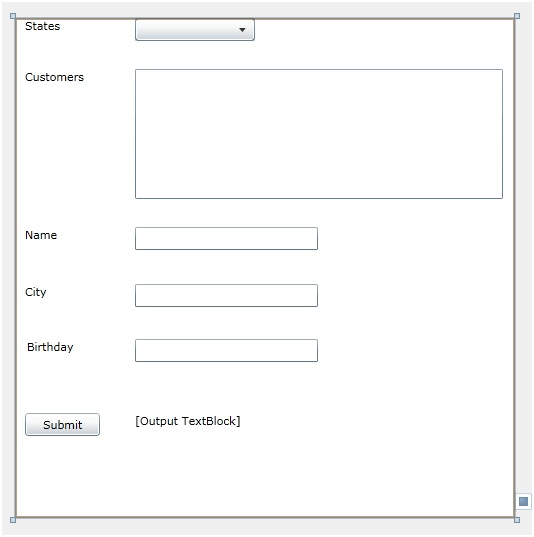 States
Customers
Name
City
Birthday
Submit
[Output TextBlock]